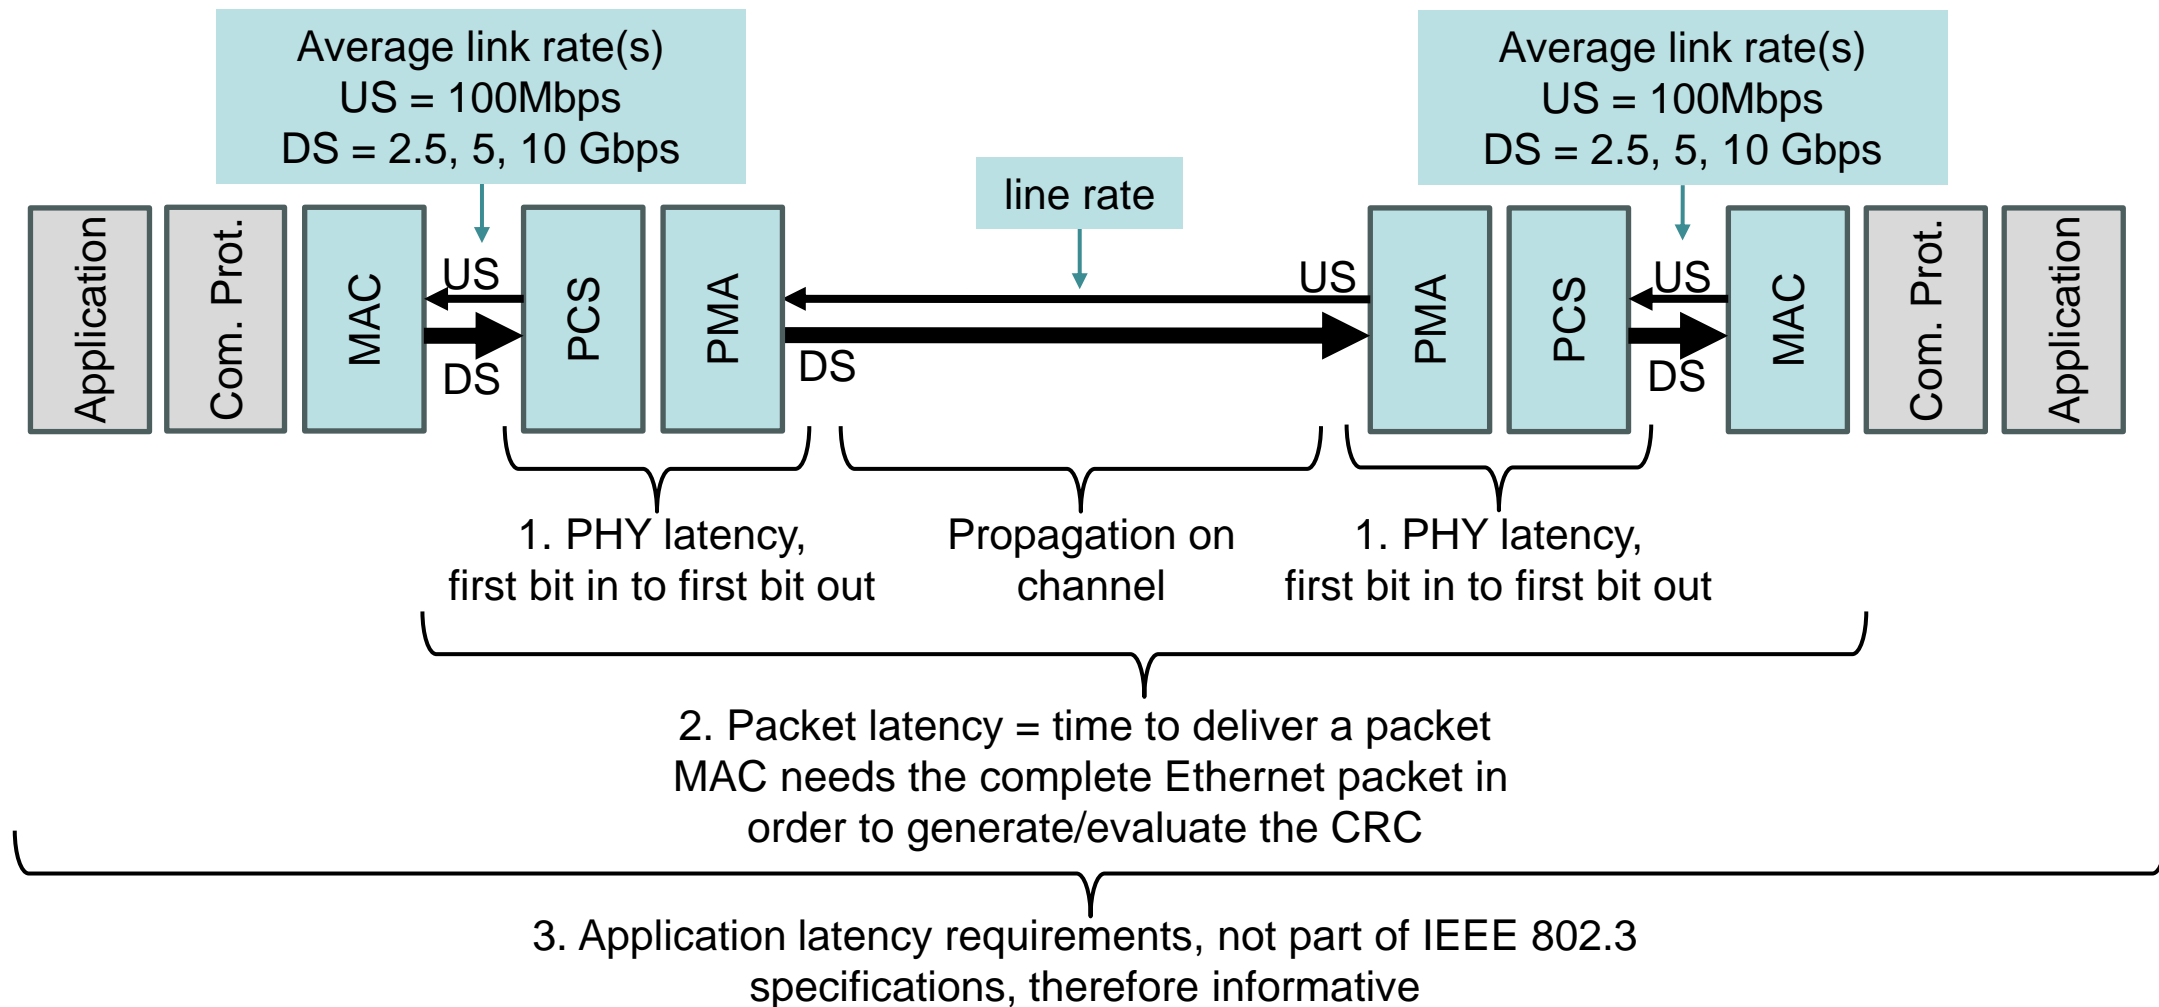 Average link rate(s)
US = 100Mbps
DS = 2.5, 5, 10 Gbps
Average link rate(s)
US = 100Mbps
DS = 2.5, 5, 10 Gbps
line rate
Application
Com. Prot.
MAC
US
DS
PCS
PMA
DS
US
PMA
PCS
US
DS
MAC
Com. Prot.
Application
1. PHY latency,
first bit in to first bit out
Propagation on
channel
1. PHY latency,
first bit in to first bit out
2. Packet latency = time to deliver a packet
MAC needs the complete Ethernet packet in
order to generate/evaluate the CRC
3. Application latency requirements, not part of IEEE 802.3
specifications, therefore informative